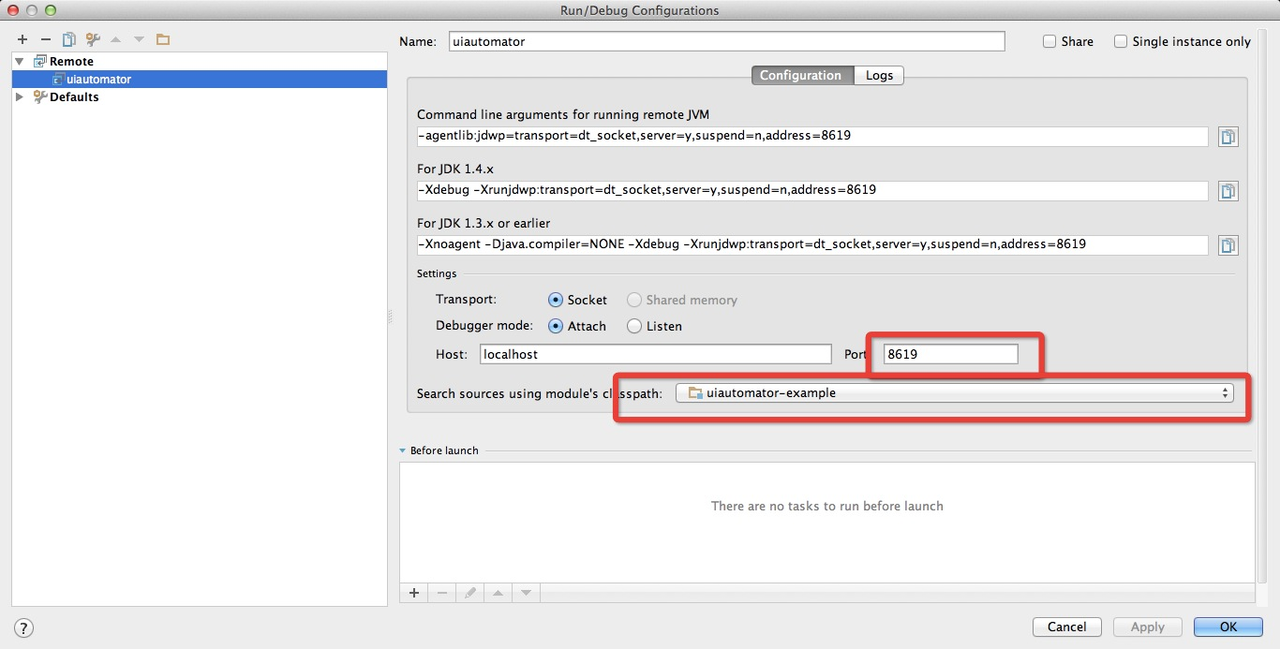 Run/Debug Configurations
Remote
uiautomator
Defaults
Name: uiautomator Share Single instance only
Configuration Logs
Command line arguments for running remote JVM
-agentlib:jdwp=transport=dt_socket,server=y,suspend=n,address=8619
For JDK 1.4.x
-Xdebug -Xrunjdwp:transport=dt_socket,server=y,suspend=n,address=8619
For JDK 1.3.x or earlier
-Xnoagent -Djava.compiler=NONE -Xdebug -Xrunjdwp:transport=dt_socket,server=y,suspend=n,address=8619
Settings
Transport: Socket Shared memory
Debugger mode: Attach Listen
Host: localhost Port 8619
Search sources using module's classpath: uiautomator-example
Before launch
There are no tasks to run before launch
? Cancel Apply OK